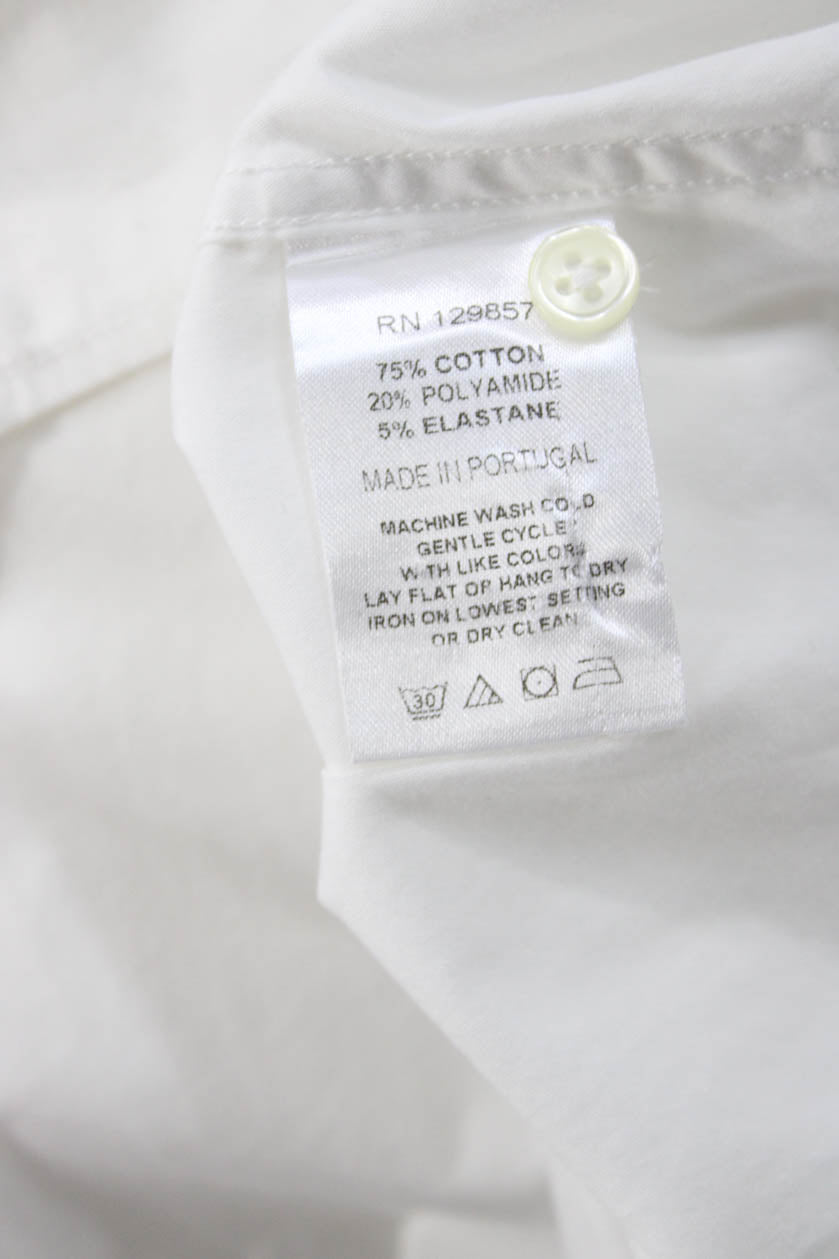 RN 129857
75% COTTON
20% POLYAMIDE
5% ELASTANE
MADE IN PORTUGAL
MACHINE WASH COLD
GENTLE CYCLE
WITH LIKE COLORS
LAY FLAT OR HANG TO DRY
IRON ON LOWEST SETTING
OR DRY CLEAN
30